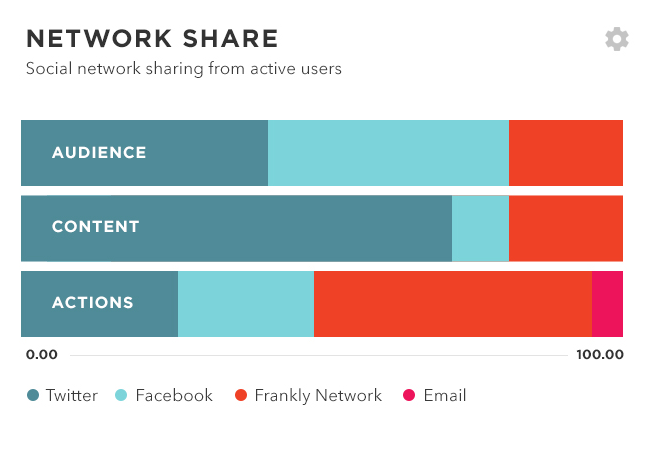 NETWORK SHARE
Social network sharing from active users
AUDIENCE
CONTENT
ACTIONS
0.00 100.00
Twitter Facebook Frankly Network Email